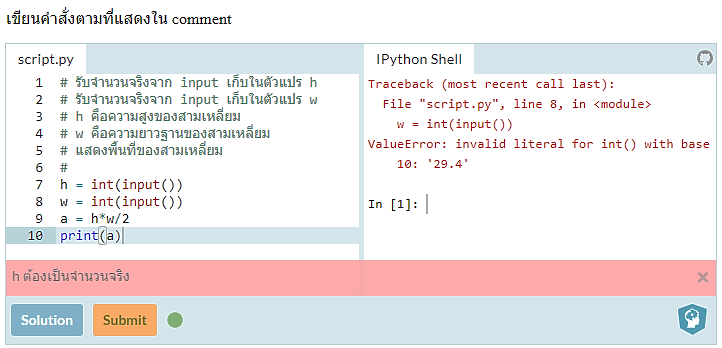 เขียนคำสั่งตามที่แสดงใน comment
script.py
1 # รับจำนวนจริงจาก input เก็บในตัวแปร h
2 # รับจำนวนจริงจาก input เก็บในตัวแปร w
3 # h คือความสูงของสามเหลี่ยม
4 # w คือความยาวฐานของสามเหลี่ยม
5 # แสดงพื้นที่ของสามเหลี่ยม
6 #
7 h = int(input())
8 w = int(input())
9 a = h*w/2
10 print(a)
IPython Shell
Traceback (most recent call last):
File "script.py", line 8, in <module>
w = int(input())
ValueError: invalid literal for int() with base
10: '29.4'
In [1]:
h ต้องเป็นจำนวนจริง
Solution
Submit